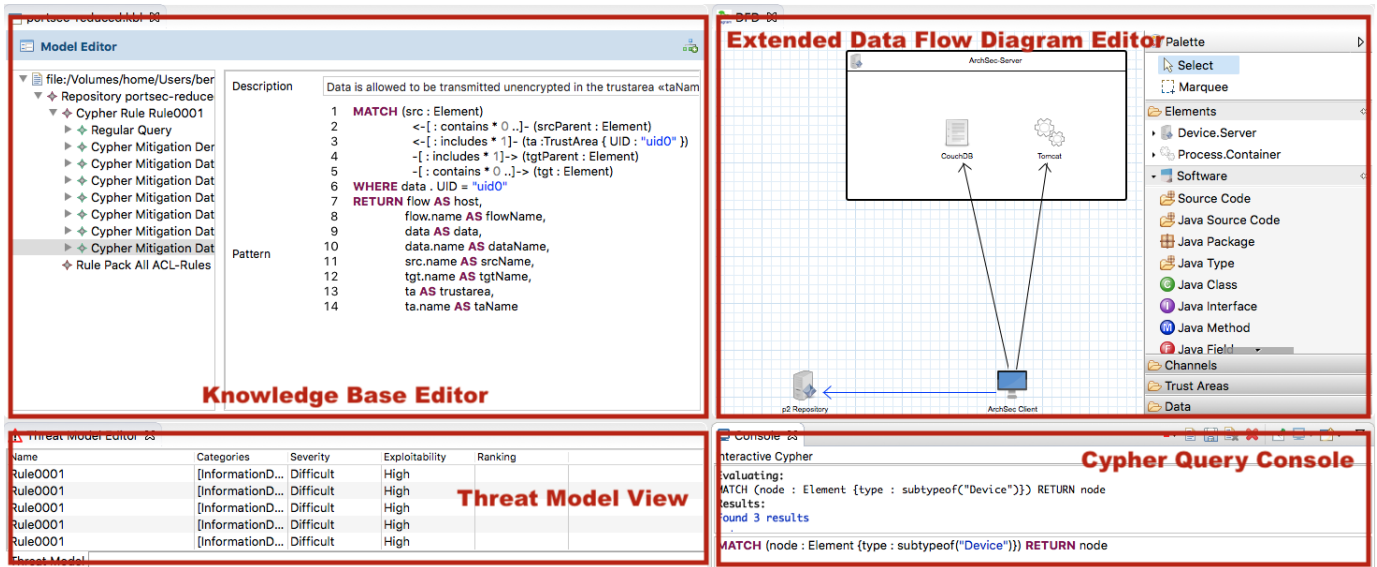 portsec-reduced.kbl
Model Editor
file:/Volumes/home/Users/ber
Repository portsec-reduce
Cypher Rule Rule0001
Regular Query
Cypher Mitigation Der
Cypher Mitigation Dat
Cypher Mitigation Dat
Cypher Mitigation Dat
Cypher Mitigation Dat
Cypher Mitigation Dat
Cypher Mitigation Dat
Rule Pack All ACL-Rules
Description
Data is allowed to be transmitted unencrypted in the trustarea «taNam
Pattern
1 MATCH (src : Element)
2 <-[ : contains * 0 ..]- (srcParent : Element)
3 <-[ : includes * 1]- (ta :TrustArea { UID : "uid0" })
4 -[ : includes * 1]-> (tgtParent : Element)
5 -[ : contains * 0 ..]-> (tgt : Element)
6 WHERE data . UID = "uid0"
7 RETURN flow AS host,
8 flow.name AS flowName,
9 data AS data,
10 data.name AS dataName,
11 src.name AS srcName,
12 tgt.name AS tgtName,
13 ta AS trustarea,
14 ta.name AS taName
Knowledge Base Editor
DFD
Extended Data Flow Diagram Editor
ArchSec-Server
CouchDB
Tomcat
p2 Repository
ArchSec Client
Palette
Select
Marquee
Elements
Device.Server
Process.Container
Software
Source Code
Java Source Code
Java Package
Java Type
Java Class
Java Interface
Java Method
Java Field
Channels
Trust Areas
Data
Threat Model Editor
Name Categories Severity Exploitability Ranking
Rule0001 [InformationD... Difficult High
Rule0001 [InformationD... Difficult High
Rule0001 [InformationD... Difficult High
Rule0001 [InformationD... Difficult High
Rule0001 [InformationD... Difficult High
Threat Model View
Threat Model
Console
Interactive Cypher
Cypher Query Console
Evaluating:
MATCH (node : Element {type : subtypeof("Device")}) RETURN node
Results:
Found 3 results
MATCH (node : Element {type : subtypeof("Device")}) RETURN node